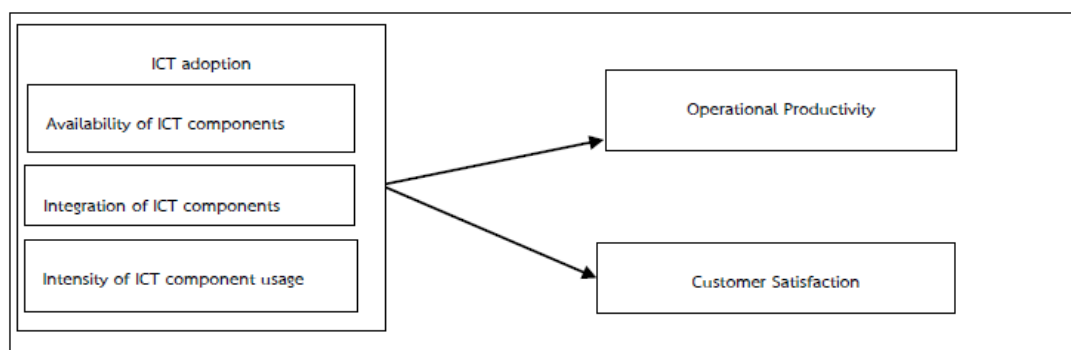 ICT adoption
Availability of ICT components
Integration of ICT components
Intensity of ICT component usage
Operational Productivity
Customer Satisfaction